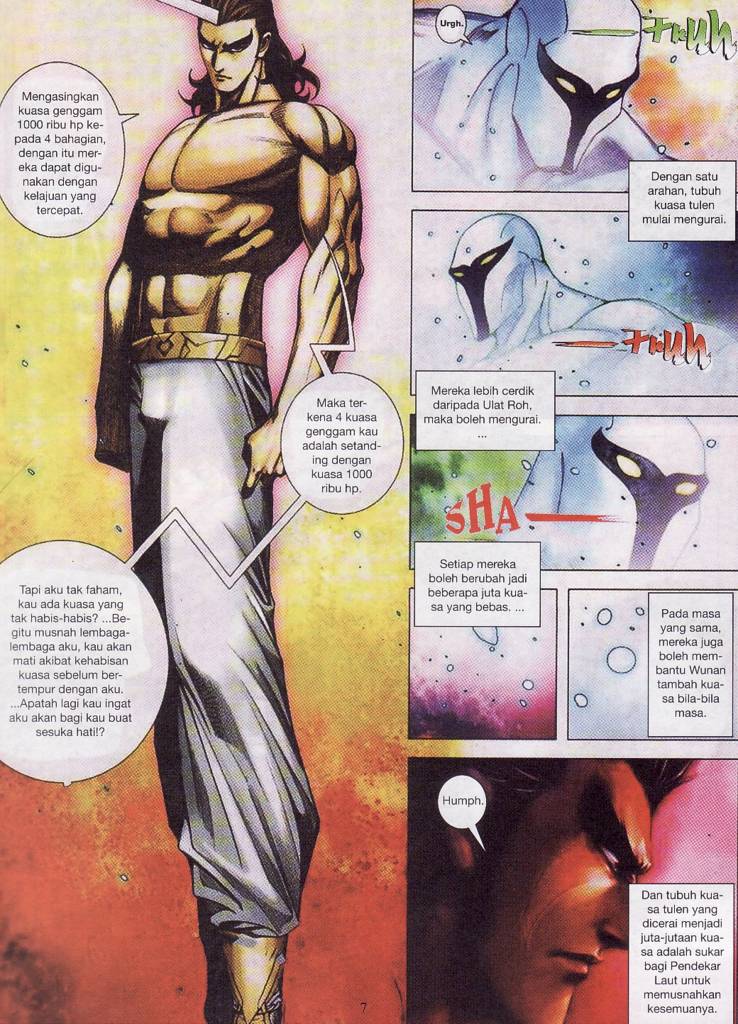 Mengasingkan
kuasa genggam
1000 ribu hp ke-
pada 4 bahagian,
dengan itu mer-
eka dapat digu-
nakan dengan
kelajuan yang
tercepat.
Maka ter-
kena 4 kuasa
genggam kau
adalah setand-
ing dengan
kuasa 1000
ribu hp.
Tapi aku tak faham,
kau ada kuasa yang
tak habis-habis? ...Be-
gitu musnah lembaga-
lembaga aku, kau akan
mati akibat kehabisan
kuasa sebelum ber-
tempur dengan aku.
...Apatah lagi kau ingat
aku akan bagi kau buat
sesuka hati!?
Urgh.
Dengan satu
arahan, tubuh
kuasa tulen
mulai mengurai.
Mereka lebih cerdik
daripada Ulat Roh,
maka boleh mengurai.
...
SHA
Setiap mereka
boleh berubah jadi
beberapa juta kua-
sa yang bebas. ...
Pada masa
yang sama,
mereka juga
boleh mem-
bantu Wunan
tambah kua-
sa bila-bila
masa.
Humph.
Dan tubuh kua-
sa tulen yang
dicerai menjadi
juta-jutaan kua-
sa adalah sukar
bagi Pendekar
Laut untuk
memusnahkan
kesemuanya.
7